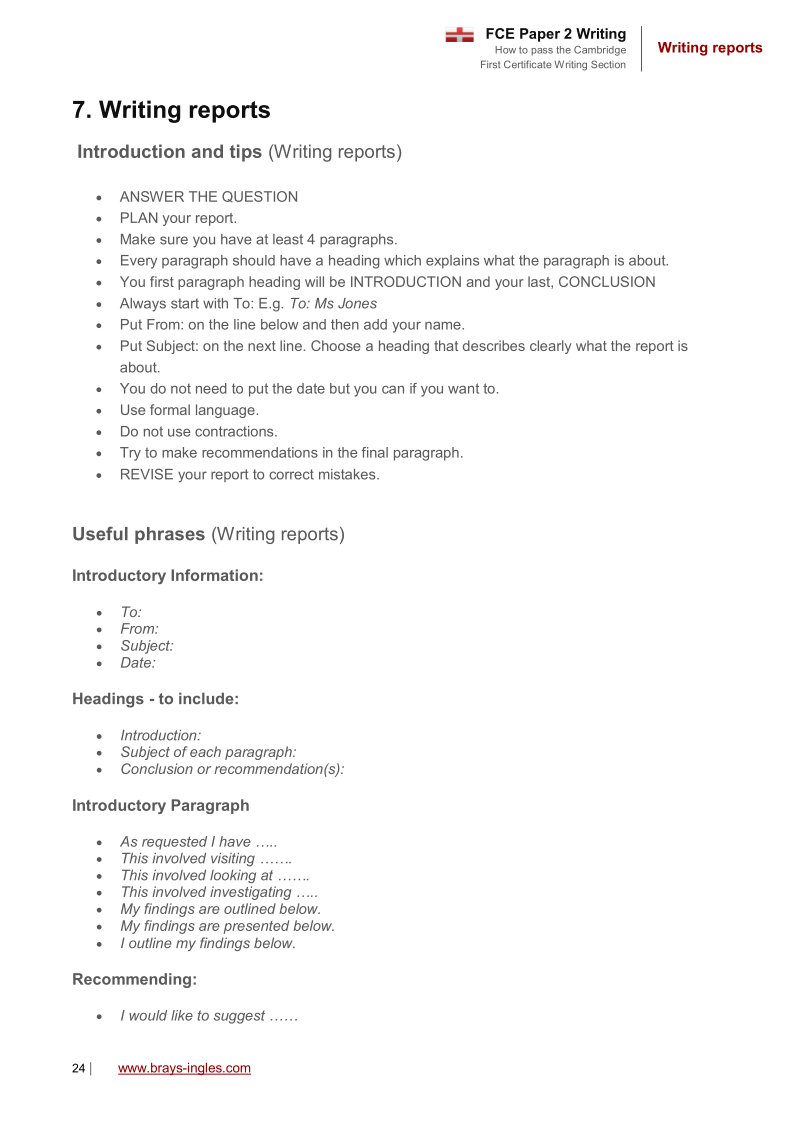 FCE Paper 2 Writing
How to pass the Cambridge
First Certificate Writing Section
Writing reports
7. Writing reports
Introduction and tips (Writing reports)
• ANSWER THE QUESTION
• PLAN your report.
• Make sure you have at least 4 paragraphs.
• Every paragraph should have a heading which explains what the paragraph is about.
• You first paragraph heading will be INTRODUCTION and your last, CONCLUSION
• Always start with To: E.g. To: Ms Jones
• Put From: on the line below and then add your name.
• Put Subject: on the next line. Choose a heading that describes clearly what the report is
about.
• You do not need to put the date but you can if you want to.
• Use formal language.
• Do not use contractions.
• Try to make recommendations in the final paragraph.
• REVISE your report to correct mistakes.
Useful phrases (Writing reports)
Introductory Information:
• To:
• From:
• Subject:
• Date:
Headings - to include:
• Introduction:
• Subject of each paragraph:
• Conclusion or recommendation(s):
Introductory Paragraph
• As requested I have …..
• This involved visiting …….
• This involved looking at …….
• This involved investigating …..
• My findings are outlined below.
• My findings are presented below.
• I outline my findings below.
Recommending:
• I would like to suggest ……
24 | www.brays-ingles.com